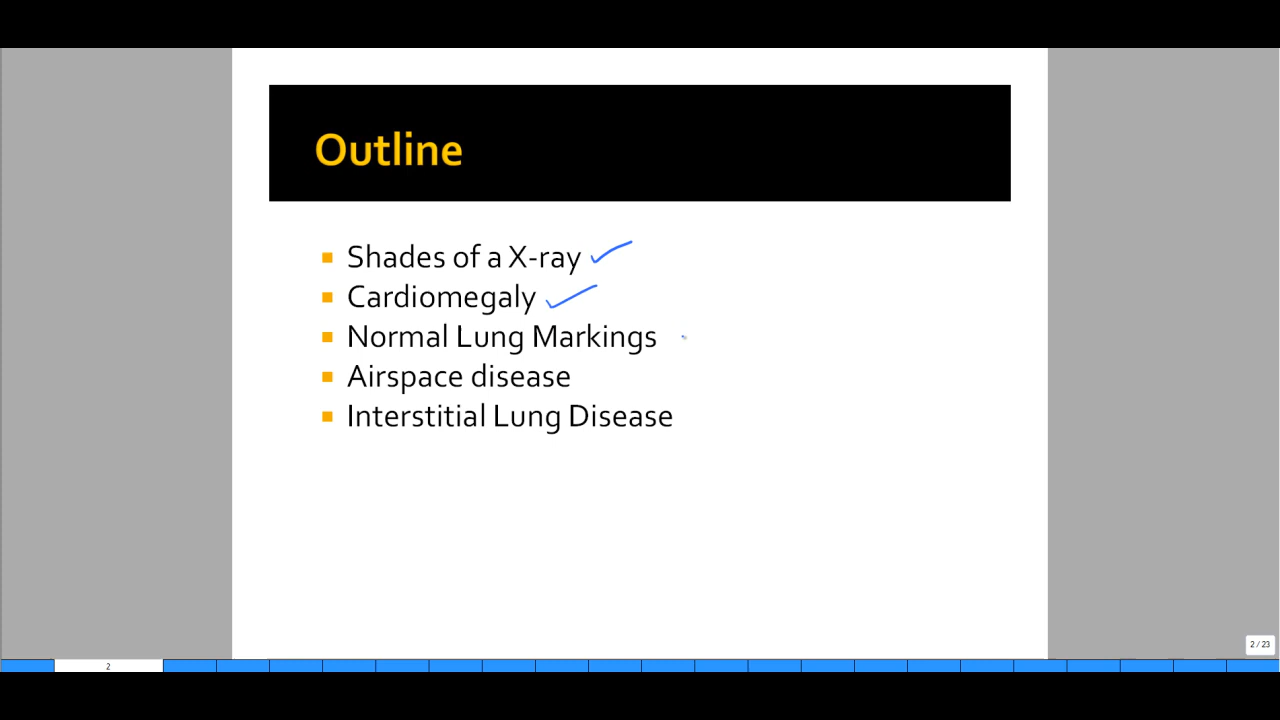 Outline
Shades of a X-ray
Cardiomegaly
Normal Lung Markings
Airspace disease
Interstitial Lung Disease
2 / 23
2